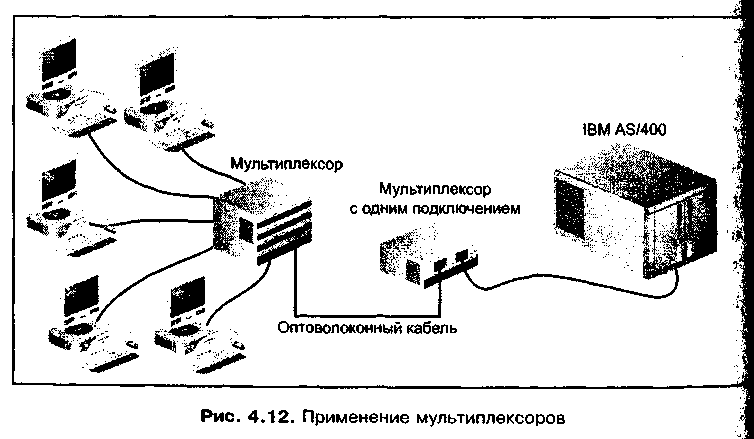 IBM AS/400
Мультиплексор
Мультиплексор
с одним подключением
Оптоволоконный кабель
Рис. 4.12. Применение мультиплексоров